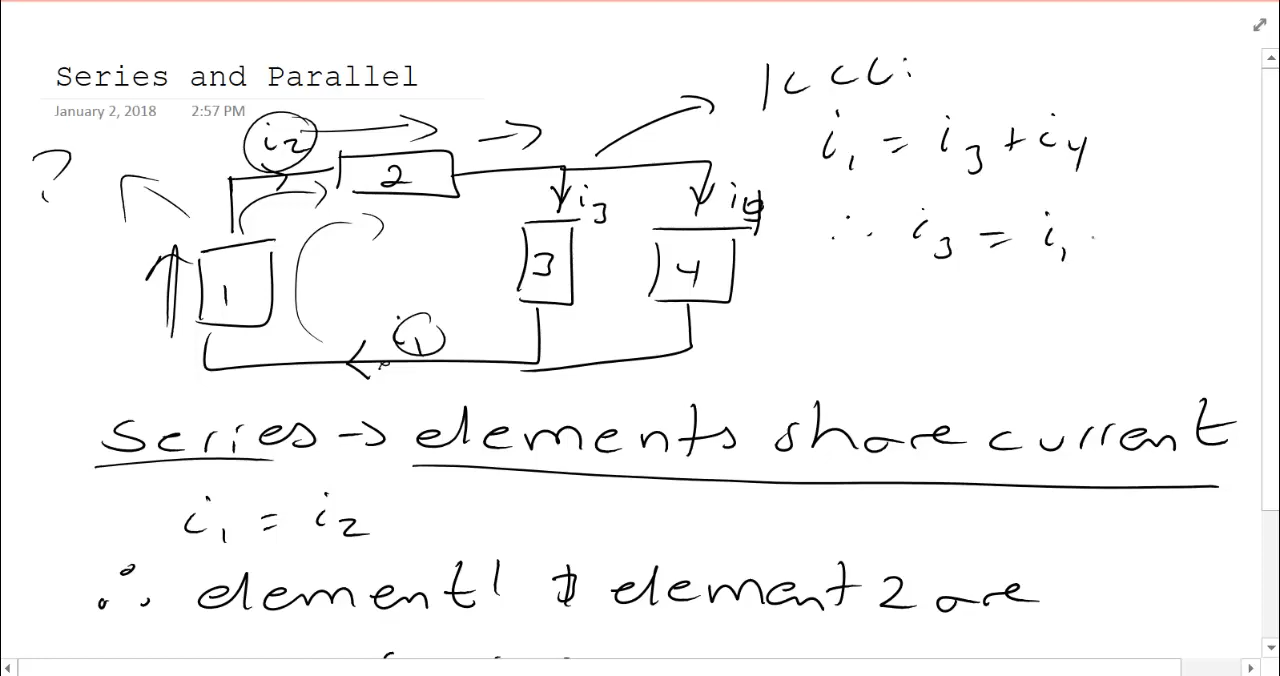 Series and Parallel
January 2, 2018 2:57 PM
KCL:
i2
?
2
i1 = i3 + i4
i3
i4
∴ i3 = i1
1
3
4
i1
series → elements share current
i1 = i2
∴ element 1 & element 2 are